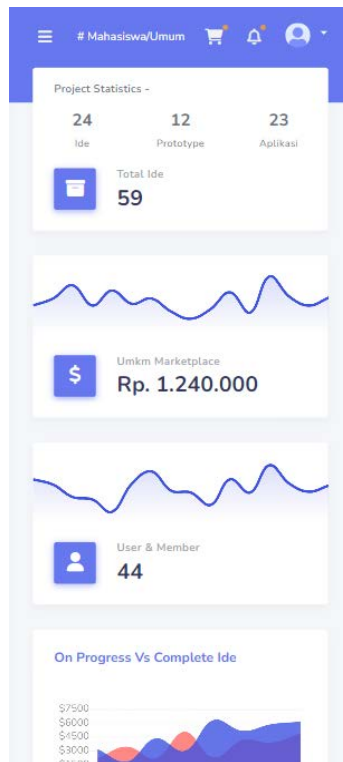 # Mahasiswa/Umum
Project Statistics -
24 12 23
Ide Prototype Aplikasi
Total Ide
59
Umkm Marketplace
Rp. 1.240.000
User & Member
44
On Progress Vs Complete Ide
$7500
$6000
$4500
$3000